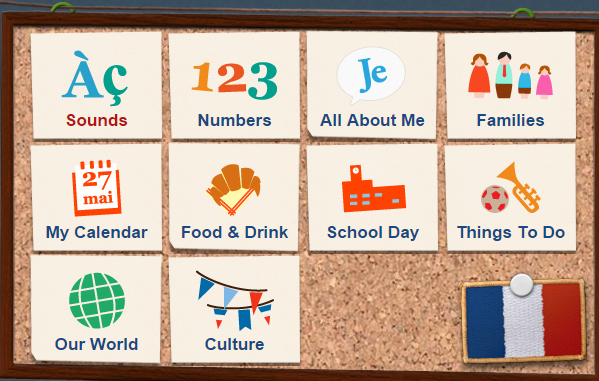 Àç
Sounds
123
Numbers
Je
All About Me
Families
27
mai
My Calendar
Food & Drink
School Day
Things To Do
Our World
Culture